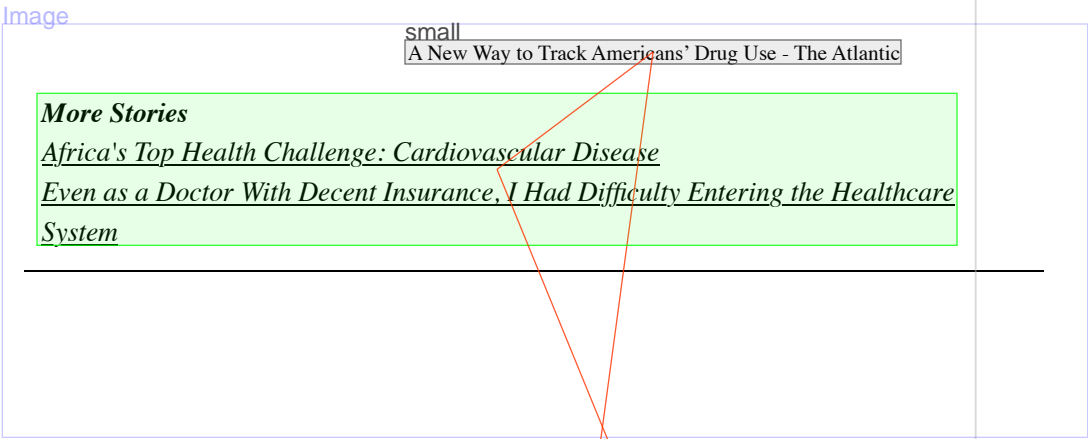 Image
small
A New Way to Track Americans’ Drug Use - The Atlantic
More Stories
Africa's Top Health Challenge: Cardiovascular Disease
Even as a Doctor With Decent Insurance, I Had Difficulty Entering the Healthcare
System